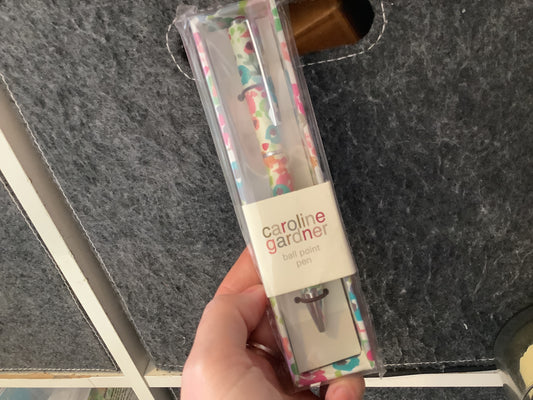 caroline
gardner
ball point
pen